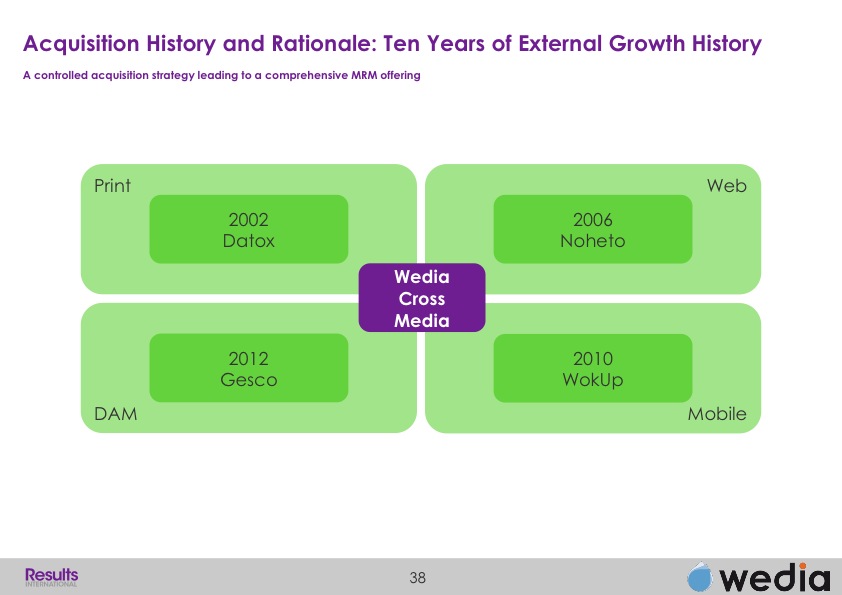 Acquisition History and Rationale: Ten Years of External Growth History
A controlled acquisition strategy leading to a comprehensive MRM offering
Print
2002
Datox
Web
2006
Noheto
Wedia
Cross
Media
2012
Gesco
DAM
2010
WokUp
Mobile
Results
INTERNATIONAL
38
wedia